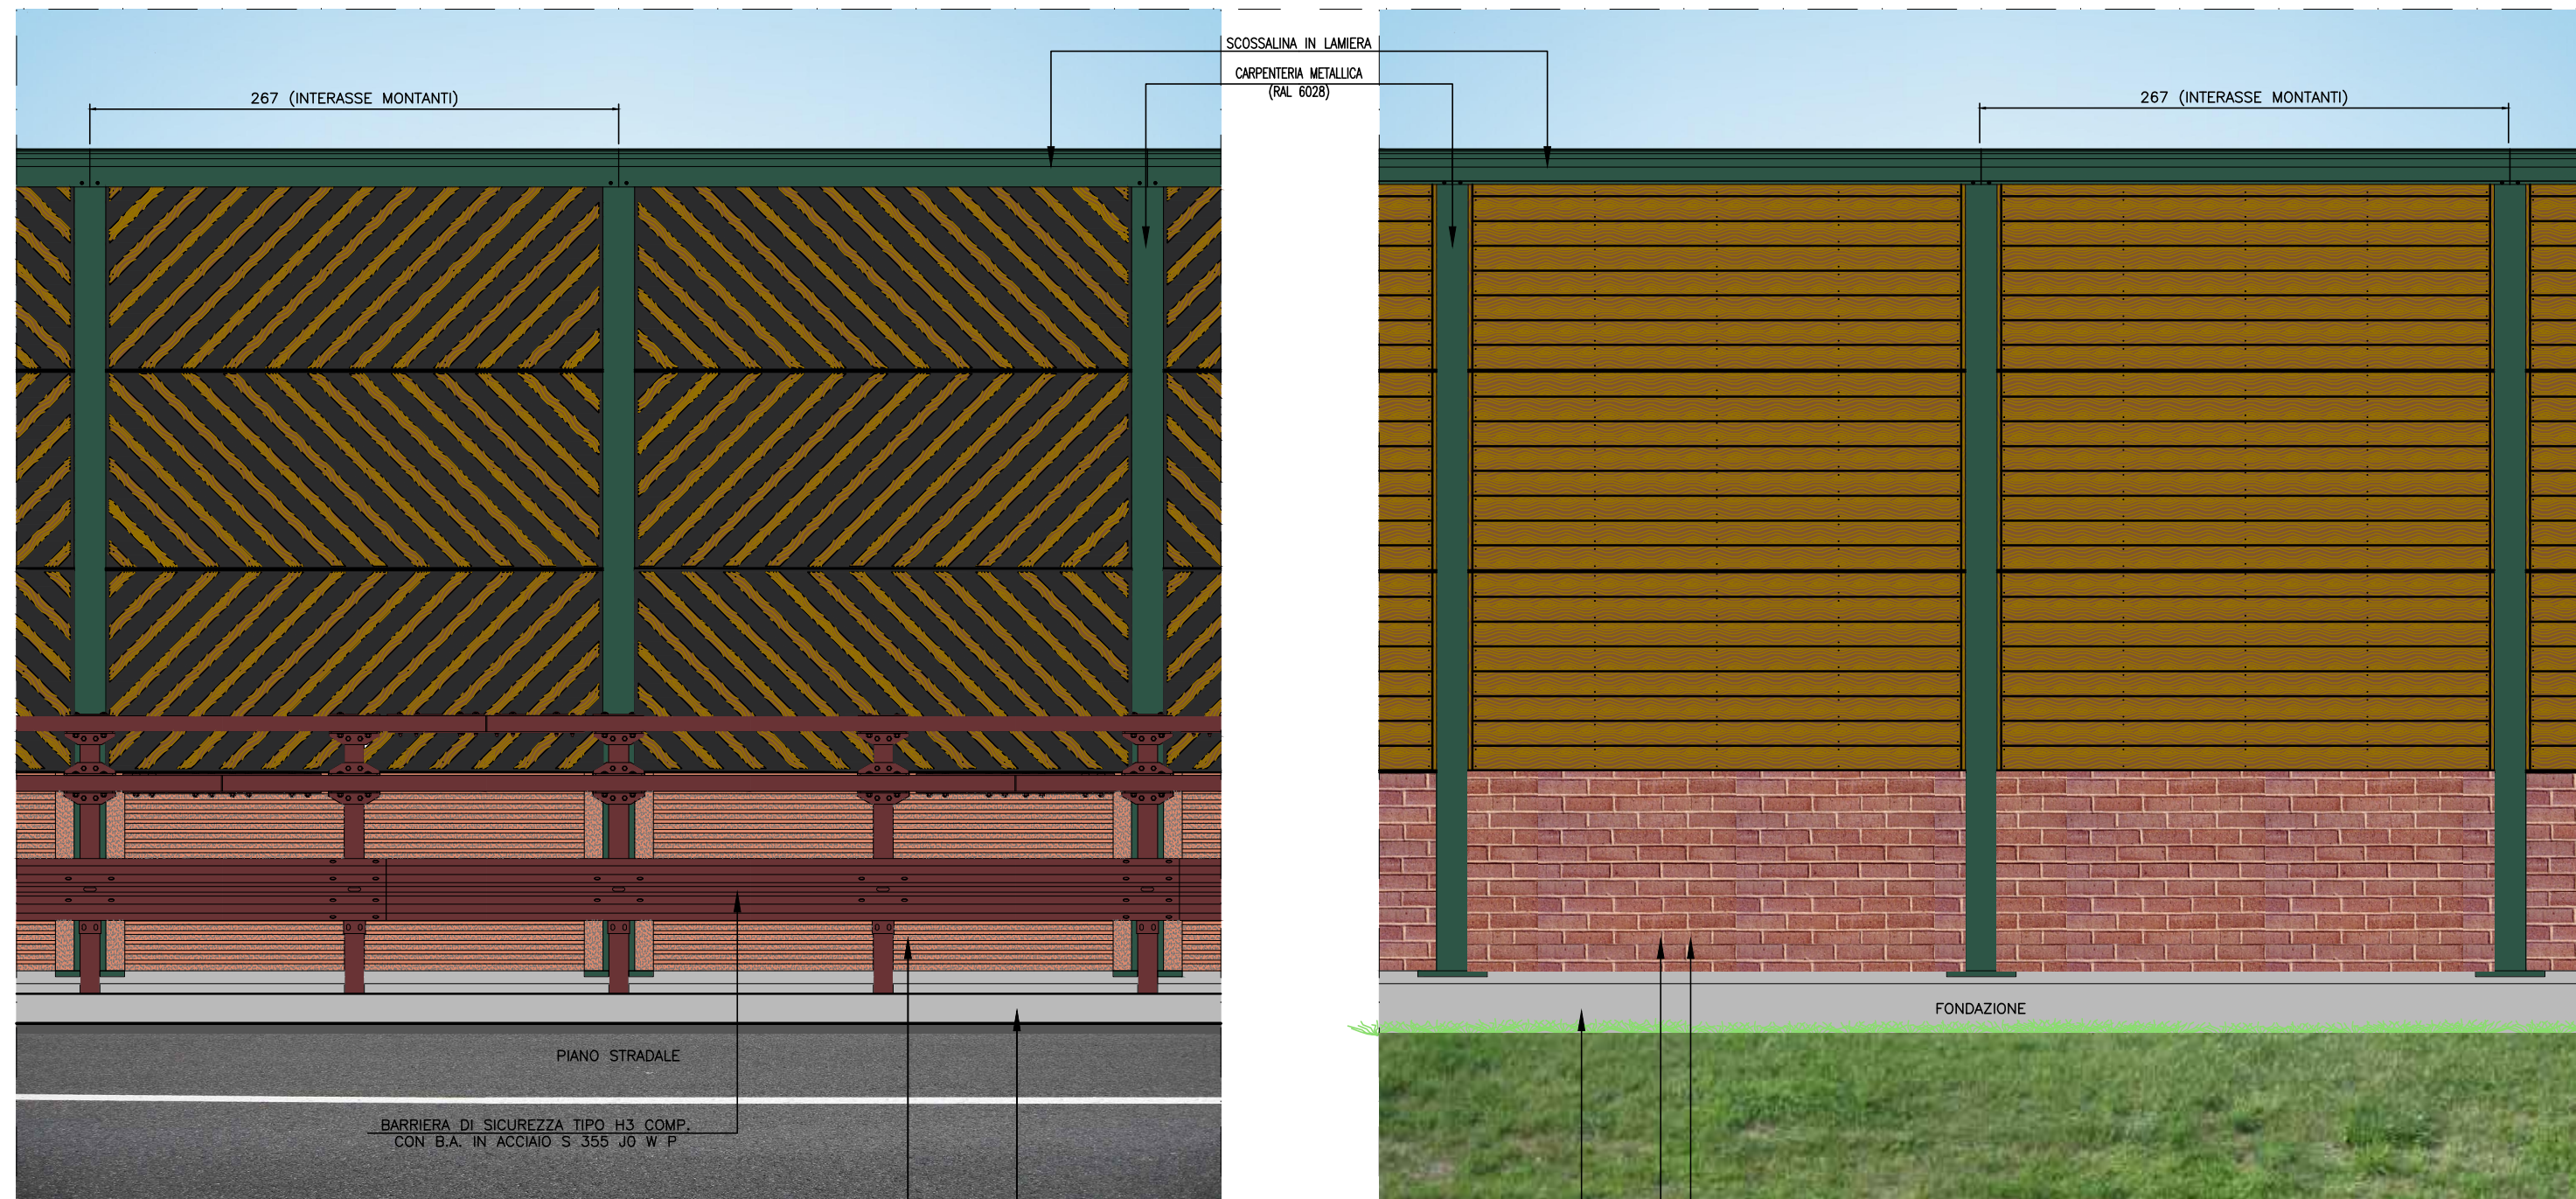 SCOSSALINA IN LAMIERA
CARPENTERIA METALLICA
(RAL 6028)
267 (INTERASSE MONTANTI)
267 (INTERASSE MONTANTI)
FONDAZIONE
PIANO STRADALE
BARRIERA DI SICUREZZA TIPO H3 COMP.
CON B.A. IN ACCIAIO S 355 J0 W P